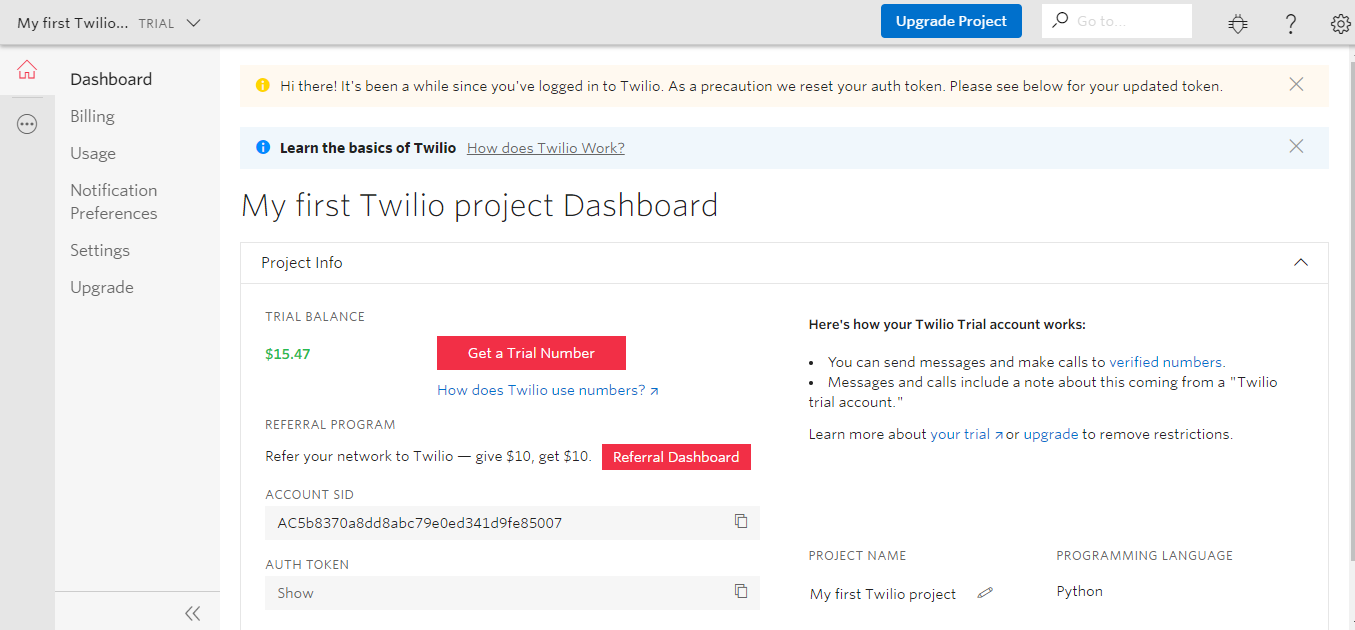 My first Twilio... TRIAL
Upgrade Project
Go to...
Dashboard
Billing
Usage
Notification
Preferences
Settings
Upgrade
Hi there! It's been a while since you've logged in to Twilio. As a precaution we reset your auth token. Please see below for your updated token.
Learn the basics of Twilio How does Twilio Work?
My first Twilio project Dashboard
Project Info
TRIAL BALANCE
$15.47
Get a Trial Number
How does Twilio use numbers?
REFERRAL PROGRAM
Refer your network to Twilio — give $10, get $10. Referral Dashboard
ACCOUNT SID
AC5b8370a8dd8abc79e0ed341d9fe85007
AUTH TOKEN
Show
Here's how your Twilio Trial account works:
• You can send messages and make calls to verified numbers.
• Messages and calls include a note about this coming from a "Twilio
trial account."
Learn more about your trial or upgrade to remove restrictions.
PROJECT NAME
My first Twilio project
PROGRAMMING LANGUAGE
Python